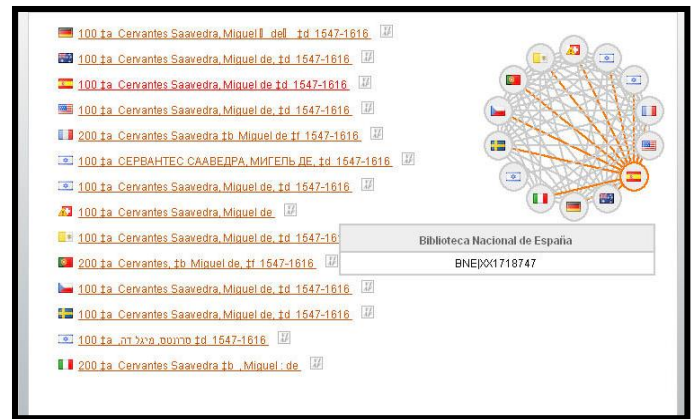 100 ‡a Cervantes Saavedra, Miguel de ‡d 1547-1616
100 ‡a Cervantes Saavedra, Miguel de, ‡d 1547-1616
100 ‡a Cervantes Saavedra, Miguel de ‡d 1547-1616
100 ‡a Cervantes Saavedra, Miguel de, ‡d 1547-1616
200 ‡a Cervantes Saavedra ‡b Miguel de ‡f 1547-1616
100 ‡a СЕРВАНТЕС СААВЕДРА, МИГЕЛЬ ДЕ, ‡d 1547-1616
100 ‡a Cervantes Saavedra, Miguel de, ‡d 1547-1616
100 ‡a Cervantes Saavedra, Miguel de
100 ‡a Cervantes Saavedra, Miguel de, ‡d 1547-16
Biblioteca Nacional de España
200 ‡a Cervantes, ‡b Miguel de, ‡f 1547-1616
BNE|XX1718747
100 ‡a Cervantes Saavedra, Miguel de, ‡d 1547-1616
100 ‡a Cervantes Saavedra, Miguel de, ‡d 1547-1616
100 ‡a סרונטס, מיגל דה, ‡d 1547-1616
200 ‡a Cervantes Saavedra ‡b , Miguel : de